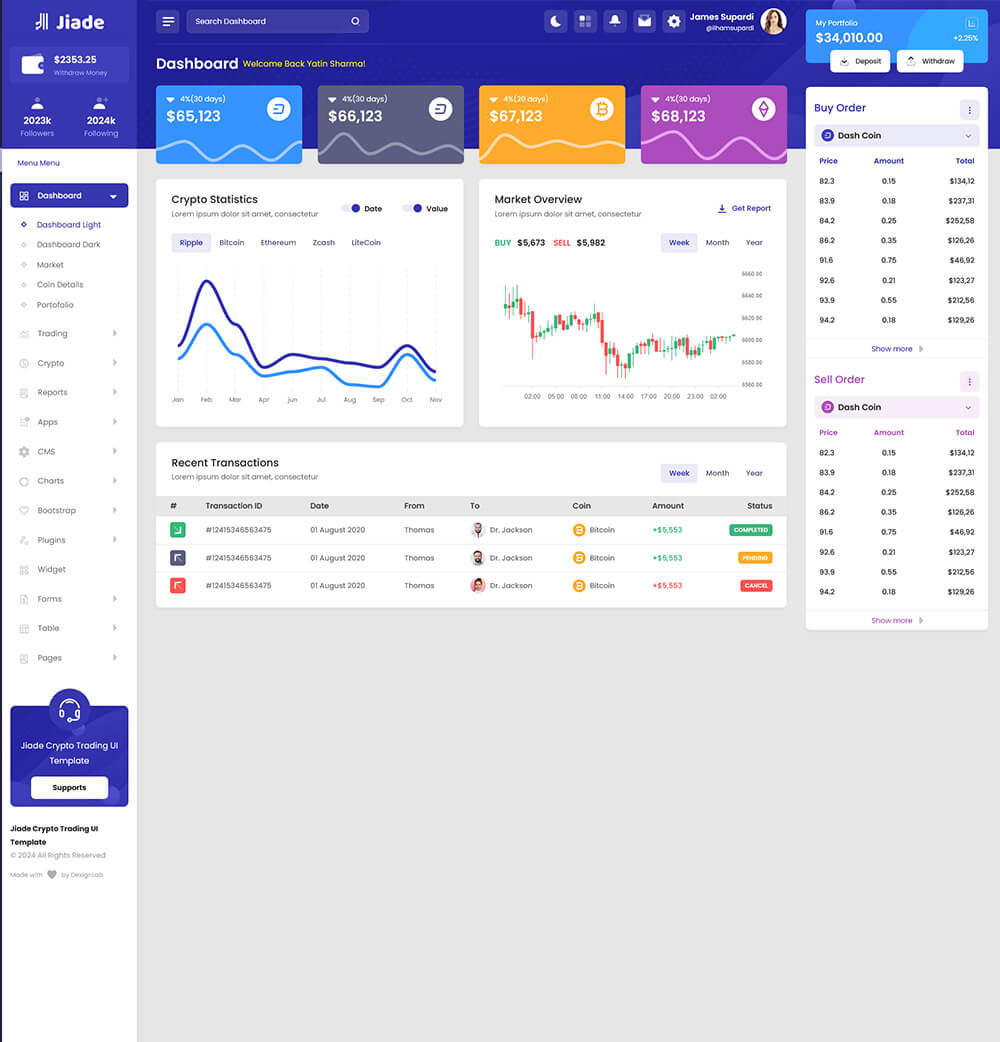 Jiade
$2353.25
Withdraw Money
2023k
Followers
2024k
Following
Menu Menu
Dashboard
Dashboard Light
Dashboard Dark
Market
Coin Details
Portofolio
Trading
Crypto
Reports
Apps
CMS
Charts
Bootstrap
Plugins
Widget
Forms
Table
Pages
Jiade Crypto Trading UI
Template
Supports
Jiade Crypto Trading UI
Template
© 2024 All Rights Reserved
Made with by DexignLab
Search Dashboard
James Supardi
@ilhamsupardi
Dashboard Welcome Back Yatin Sharma!
4%(30 days)
$65,123
4%(30 days)
$66,123
4%(29 days)
$67,123
4%(30 days)
$68,123
Crypto Statistics
Lorem ipsum dolor sit amet, consectetur
Date Value
Ripple Bitcoin Ethereum Zcash LiteCoin
Jan Feb Mar Apr jun Jul Aug Sep Oct Nov
Market Overview
Lorem ipsum dolor sit amet, consectetur
Get Report
BUY $5,673 SELL $5,982
Week Month Year
6660.00
6640.00
6620.00
6600.00
6580.00
6560.00
02:00 05:00 08:00 11:00 14:00 17:00 20:00 23:00 02:00
Recent Transactions
Lorem ipsum dolor sit amet, consectetur
Week Month Year
# Transaction ID Date From To Coin Amount Status
#12415346563475 01 August 2020 Thomas Dr. Jackson Bitcoin +$5,553 COMPLETED
#12415346563475 01 August 2020 Thomas Dr. Jackson Bitcoin +$5,553 PENDING
#12415346563475 01 August 2020 Thomas Dr. Jackson Bitcoin +$5,553 CANCEL
My Portfolio
$34,010.00
+2.25%
Deposit
Withdraw
Buy Order
Dash Coin
Price Amount Total
82.3 0.15 $134,12
83.9 0.18 $237,31
84.2 0.25 $252,58
86.2 0.35 $126,26
91.6 0.75 $46,92
92.6 0.21 $123,27
93.9 0.55 $212,56
94.2 0.18 $129,26
Show more
Sell Order
Dash Coin
Price Amount Total
82.3 0.15 $134,12
83.9 0.18 $237,31
84.2 0.25 $252,58
86.2 0.35 $126,26
91.6 0.75 $46,92
92.6 0.21 $123,27
93.9 0.55 $212,56
94.2 0.18 $129,26
Show more